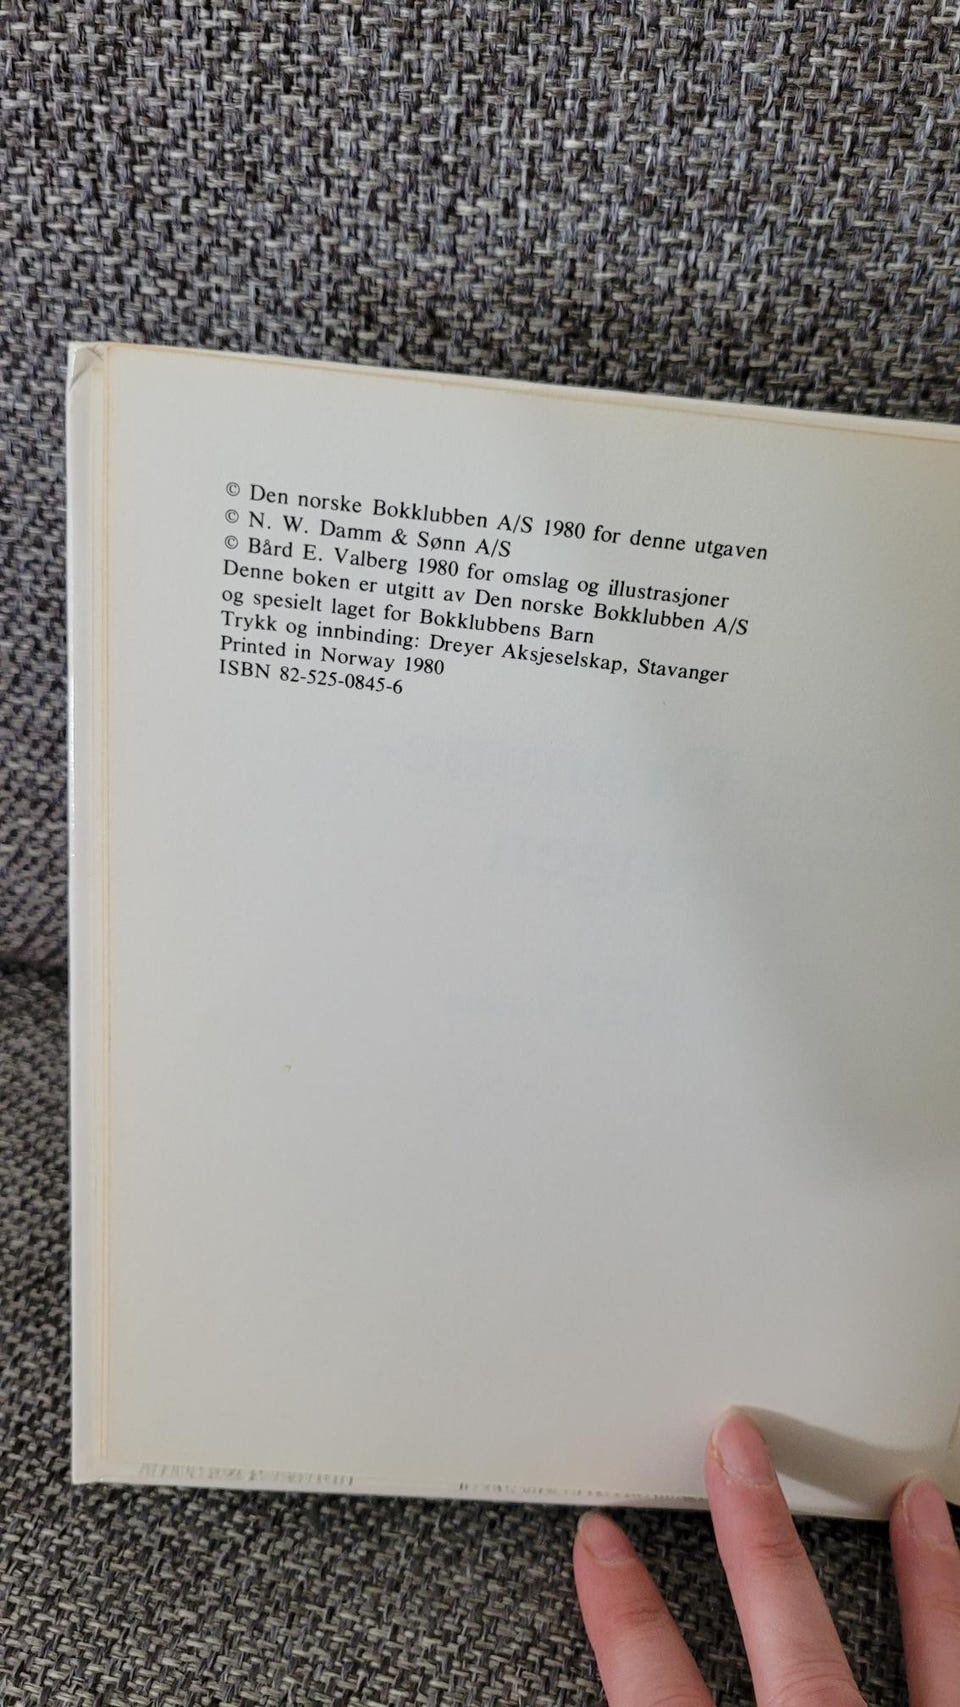 © Den norske Bokklubben A/S 1980 for denne utgaven
© N. W. Damm & Sønn A/S
© Bård E. Valberg 1980 for omslag og illustrasjoner
Denne boken er utgitt av Den norske Bokklubben A/S
og spesielt laget for Bokklubbens Barn
Trykk og innbinding: Dreyer Aksjeselskap, Stavanger
Printed in Norway 1980
ISBN 82-525-0845-6